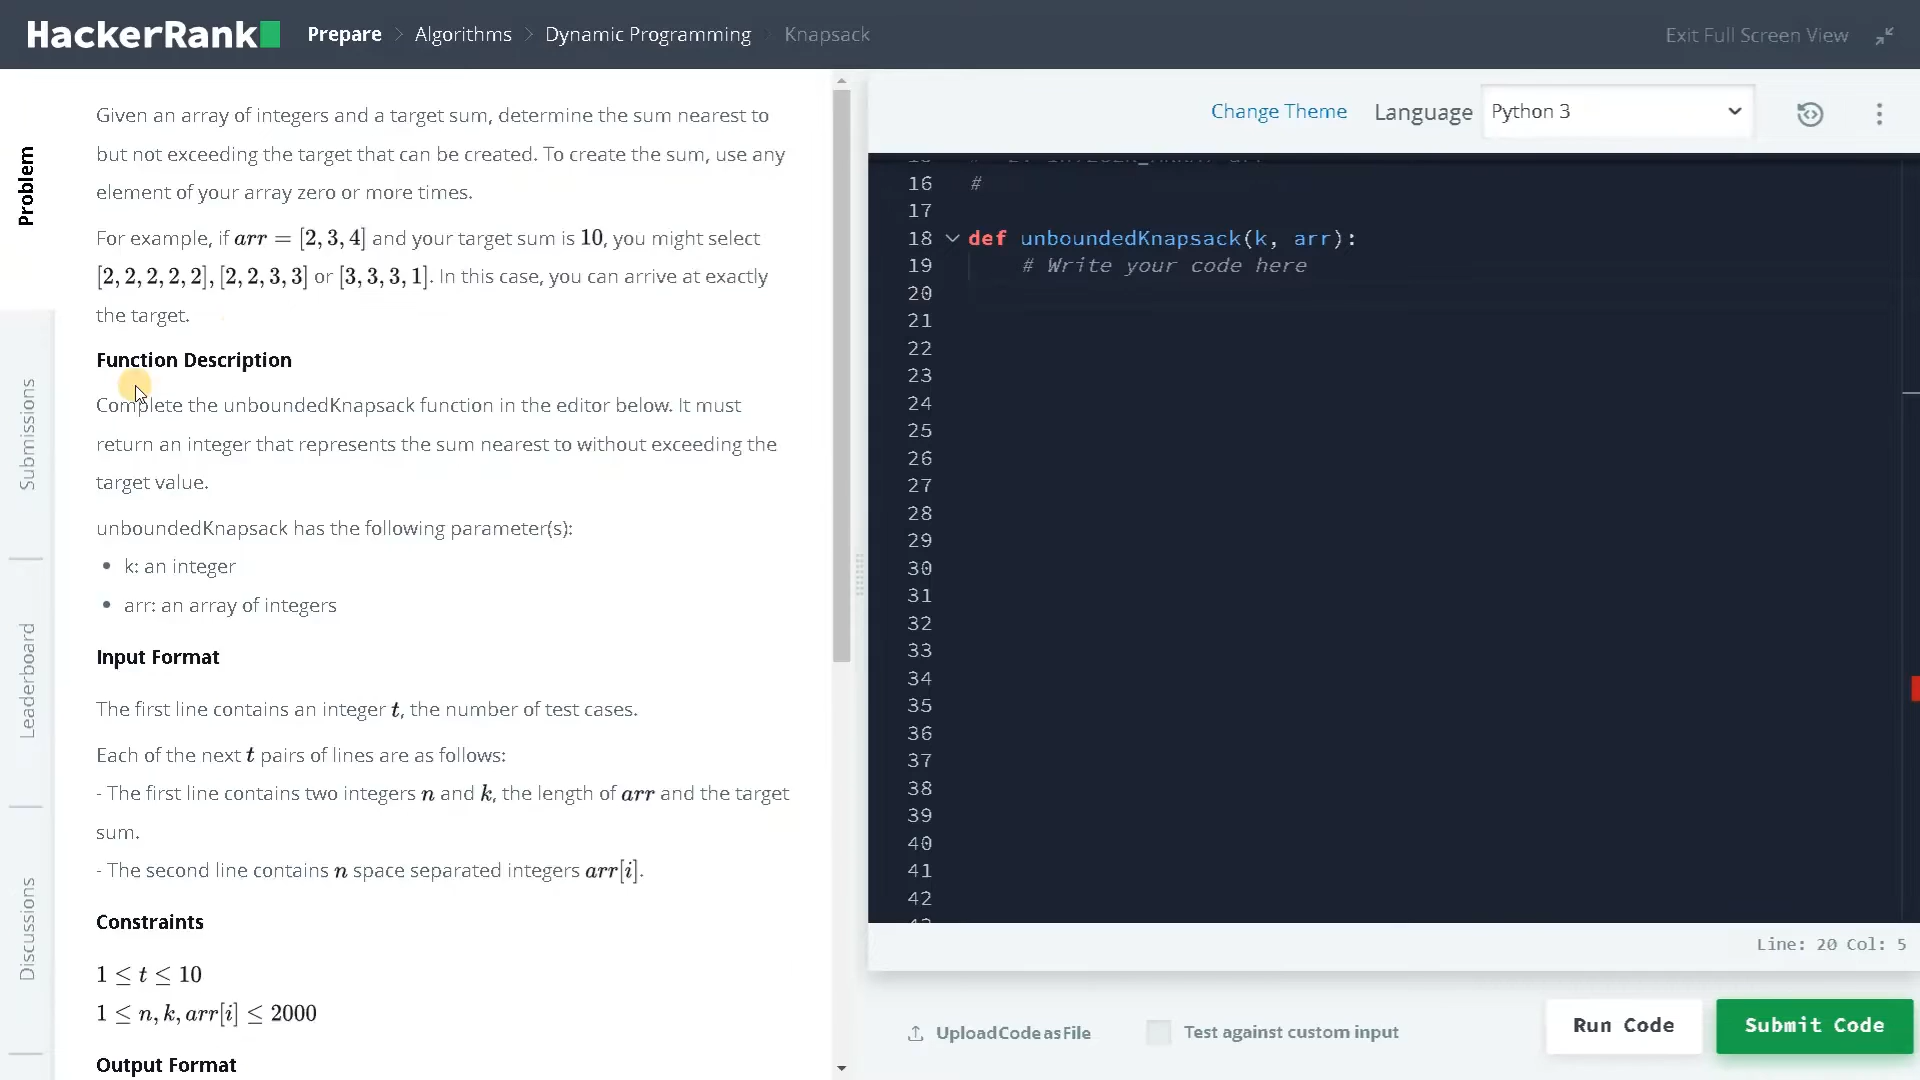 HackerRank Prepare > Algorithms > Dynamic Programming > Knapsack Exit Full Screen View
Problem
Submissions
Leaderboard
Discussions
Given an array of integers and a target sum, determine the sum nearest to
but not exceeding the target that can be created. To create the sum, use any
element of your array zero or more times.
For example, if arr = [2, 3, 4] and your target sum is 10, you might select
[2, 2, 2, 2, 2], [2, 2, 3, 3] or [3, 3, 3, 1]. In this case, you can arrive at exactly
the target.
Function Description
Complete the unboundedKnapsack function in the editor below. It must
return an integer that represents the sum nearest to without exceeding the
target value.
unboundedKnapsack has the following parameter(s):
• k: an integer
• arr: an array of integers
Input Format
The first line contains an integer t, the number of test cases.
Each of the next t pairs of lines are as follows:
- The first line contains two integers n and k, the length of arr and the target
sum.
- The second line contains n space separated integers arr[i].
Constraints
1 ≤ t ≤ 10
1 ≤ n, k, arr[i] ≤ 2000
Output Format
Change Theme Language Python 3
16 #
17
18 def unboundedKnapsack(k, arr):
19 # Write your code here
20
21
22
23
24
25
26
27
28
29
30
31
32
33
34
35
36
37
38
39
40
41
42
Line: 20 Col: 5
Upload Code as File Test against custom input Run Code Submit Code